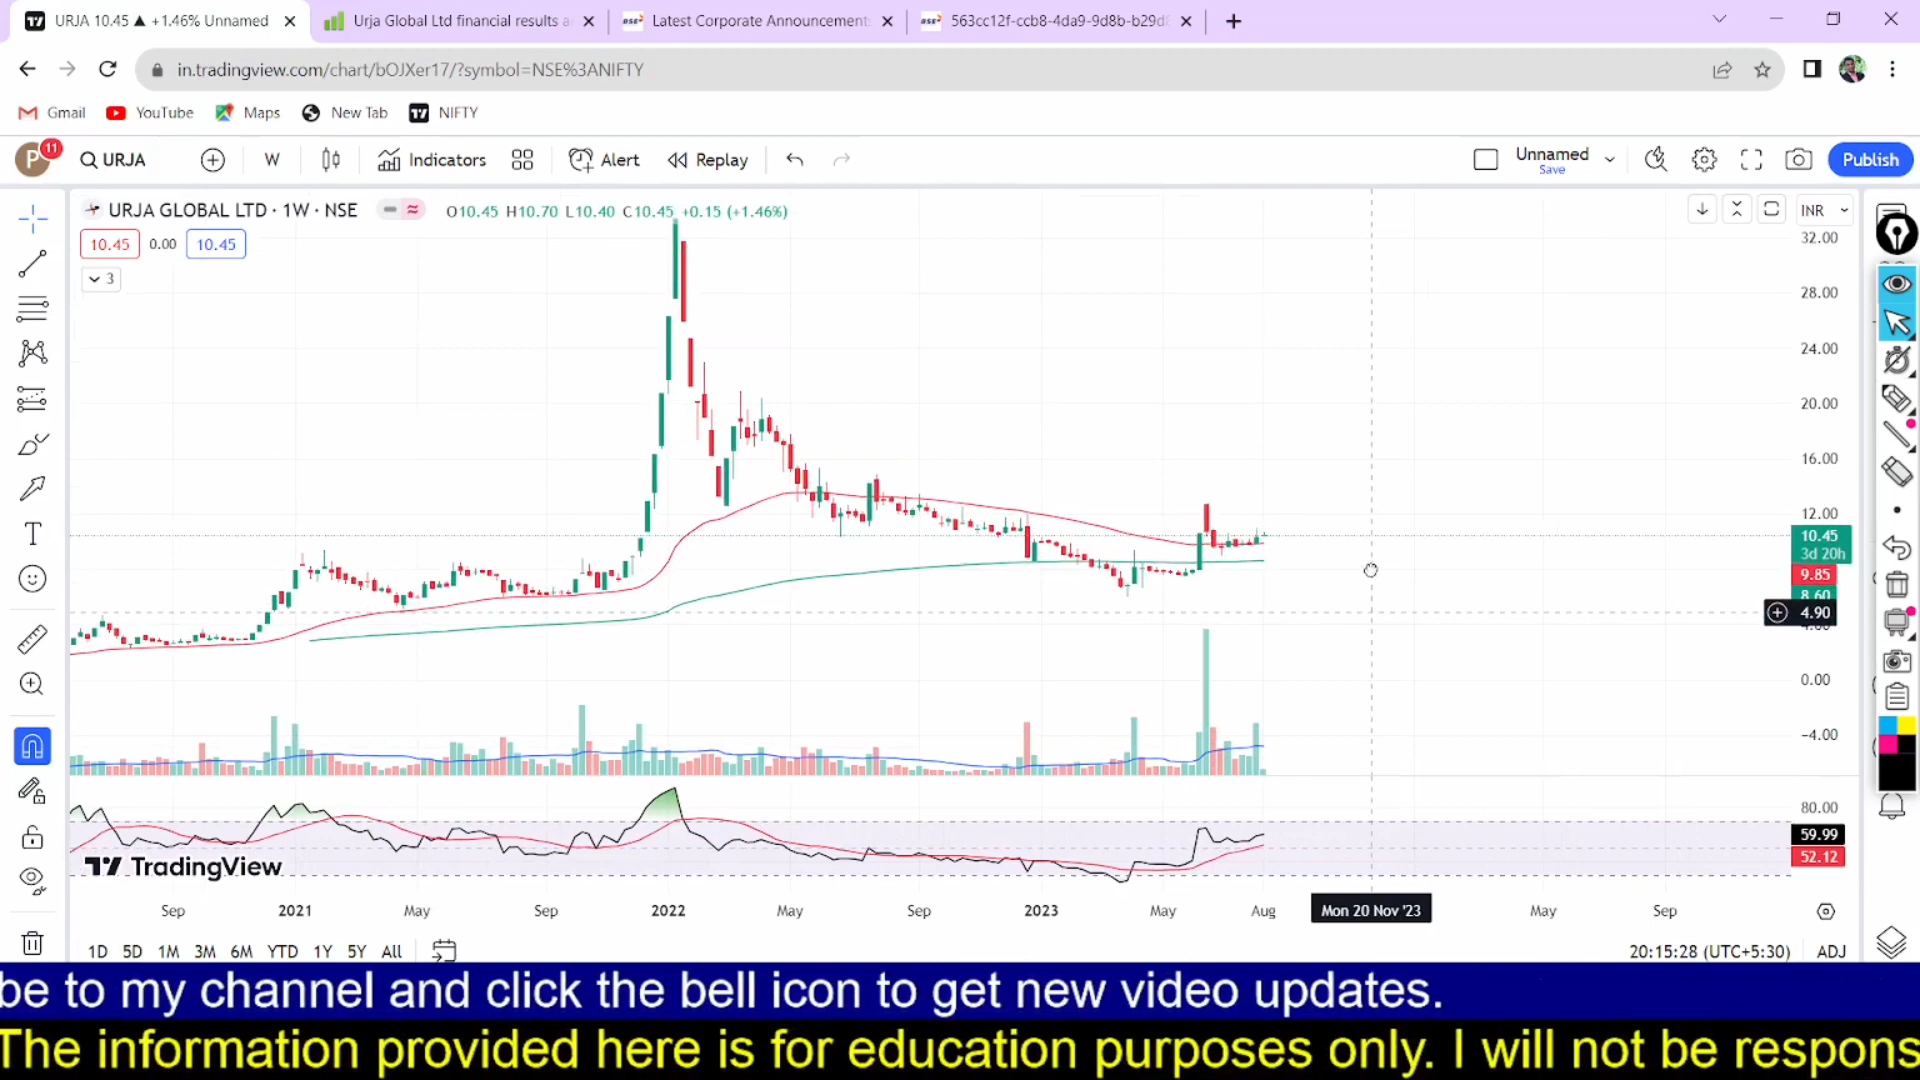 URJA 10.45 ▲ +1.46% Unnamed
Urja Global Ltd financial results a
Latest Corporate Announcement
563cc12f-ccb8-4da9-9d8b-b29d8
in.tradingview.com/chart/bOJXer17/?symbol=NSE%3ANIFTY
Gmail YouTube Maps New Tab NIFTY
P 11 URJA W Indicators Alert Replay Unnamed Save Publish
URJA GLOBAL LTD · 1W · NSE O10.45 H10.70 L10.40 C10.45 +0.15 (+1.46%) INR
10.45 0.00 10.45
3
32.00
28.00
24.00
20.00
16.00
12.00
10.45
3d 20h
9.85
8.60
4.90
0.00
−4.00
80.00
59.99
52.12
TradingView
Sep 2021 May Sep 2022 May Sep 2023 May Aug Mon 20 Nov '23 May Sep
1D 5D 1M 3M 6M YTD 1Y 5Y All 20:15:28 (UTC+5:30) ADJ
be to my channel and click the bell icon to get new video updates.
The information provided here is for education purposes only. I will not be respons